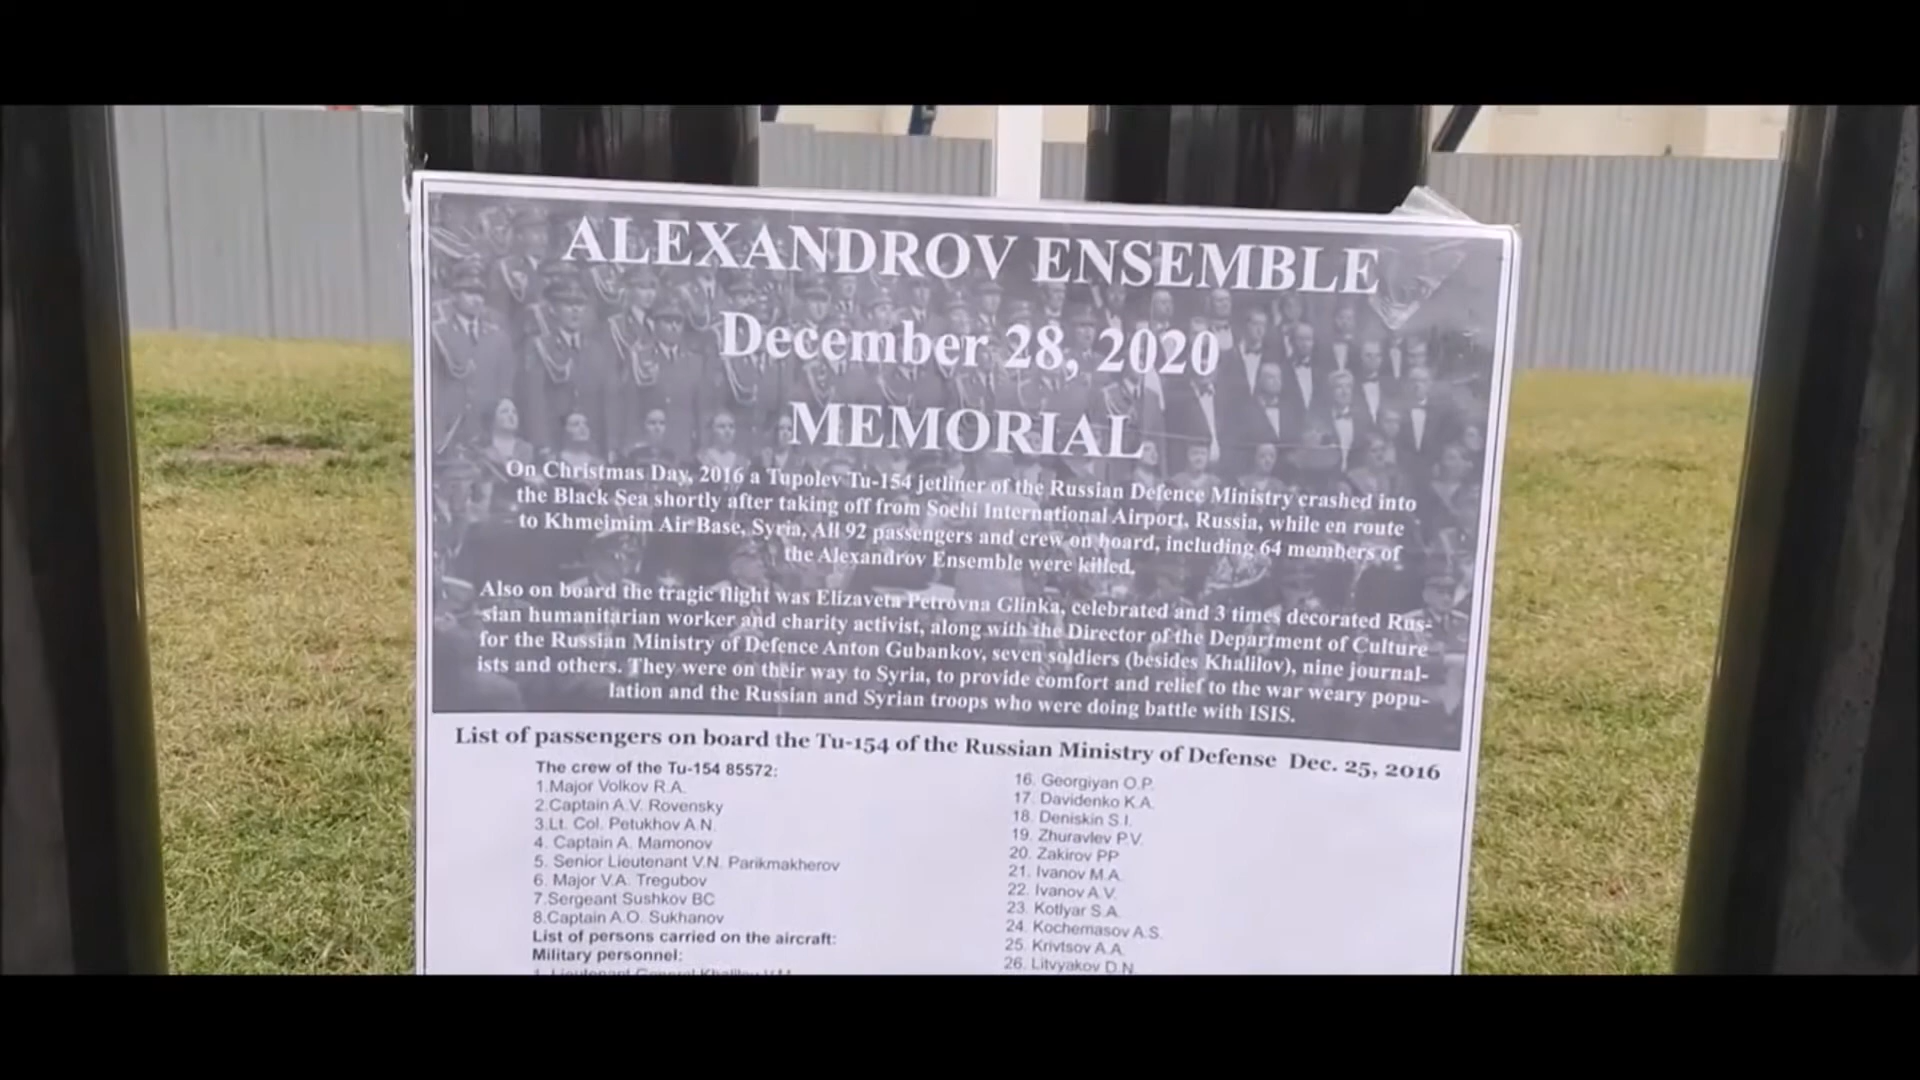 ALEXANDROV ENSEMBLE
December 28, 2020
MEMORIAL
On Christmas Day, 2016 a Tupolev Tu-154 jetliner of the Russian Defence Ministry crashed into
the Black Sea shortly after taking off from Sochi International Airport, Russia, while en route
to Khmeimim Air Base, Syria. All 92 passengers and crew on board, including 64 members of
the Alexandrov Ensemble were killed.
Also on board the tragic flight was Elizaveta Petrovna Glinka, celebrated and 3 times decorated Rus-
sian humanitarian worker and charity activist, along with the Director of the Department of Culture
for the Russian Ministry of Defence Anton Gubankov, seven soldiers (besides Khalilov), nine journal-
ists and others. They were on their way to Syria, to provide comfort and relief to the war weary popu-
lation and the Russian and Syrian troops who were doing battle with ISIS.
List of passengers on board the Tu-154 of the Russian Ministry of Defense Dec. 25, 2016
The crew of the Tu-154 85572:
1.Major Volkov R.A.
2.Captain A.V. Rovensky
3.Lt. Col. Petukhov A.N.
4. Captain A. Mamonov
5. Senior Lieutenant V.N. Parikmakherov
6. Major V.A. Tregubov
7.Sergeant Sushkov BC
8.Captain A.O. Sukhanov
List of persons carried on the aircraft:
Military personnel:
1. Lieutenant General Khalilov V.M.
16. Georgiyan O.P.
17. Davidenko K.A.
18. Deniskin S.I.
19. Zhuravlev P.V.
20. Zakirov PP
21. Ivanov M.A.
22. Ivanov A.V.
23. Kotlyar S.A.
24. Kochemasov A.S.
25. Krivtsov A.A.
26. Litvyakov D.N.